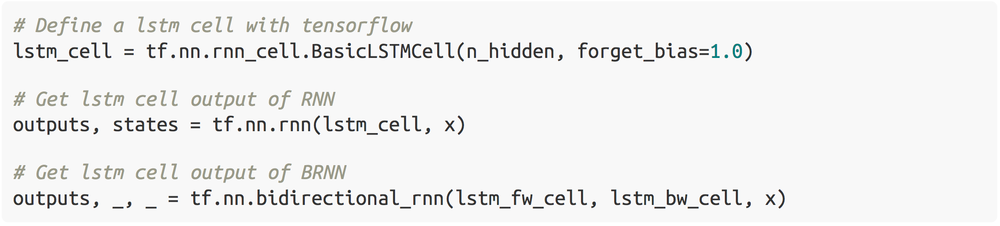 # Define a lstm cell with tensorflow
lstm_cell = tf.nn.rnn_cell.BasicLSTMCell(n_hidden, forget_bias=1.0)
# Get lstm cell output of RNN
outputs, states = tf.nn.rnn(lstm_cell, x)
# Get lstm cell output of BRNN
outputs, _, _ = tf.nn.bidirectional_rnn(lstm_fw_cell, lstm_bw_cell, x)